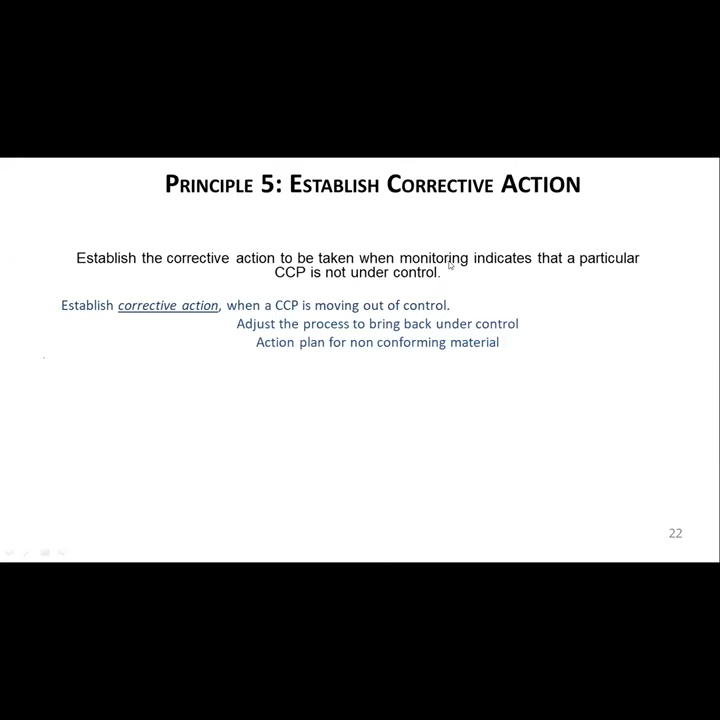 PRINCIPLE 5: ESTABLISH CORRECTIVE ACTION
Establish the corrective action to be taken when monitoring indicates that a particular
CCP is not under control.
Establish corrective action, when a CCP is moving out of control.
Adjust the process to bring back under control
Action plan for non conforming material
22